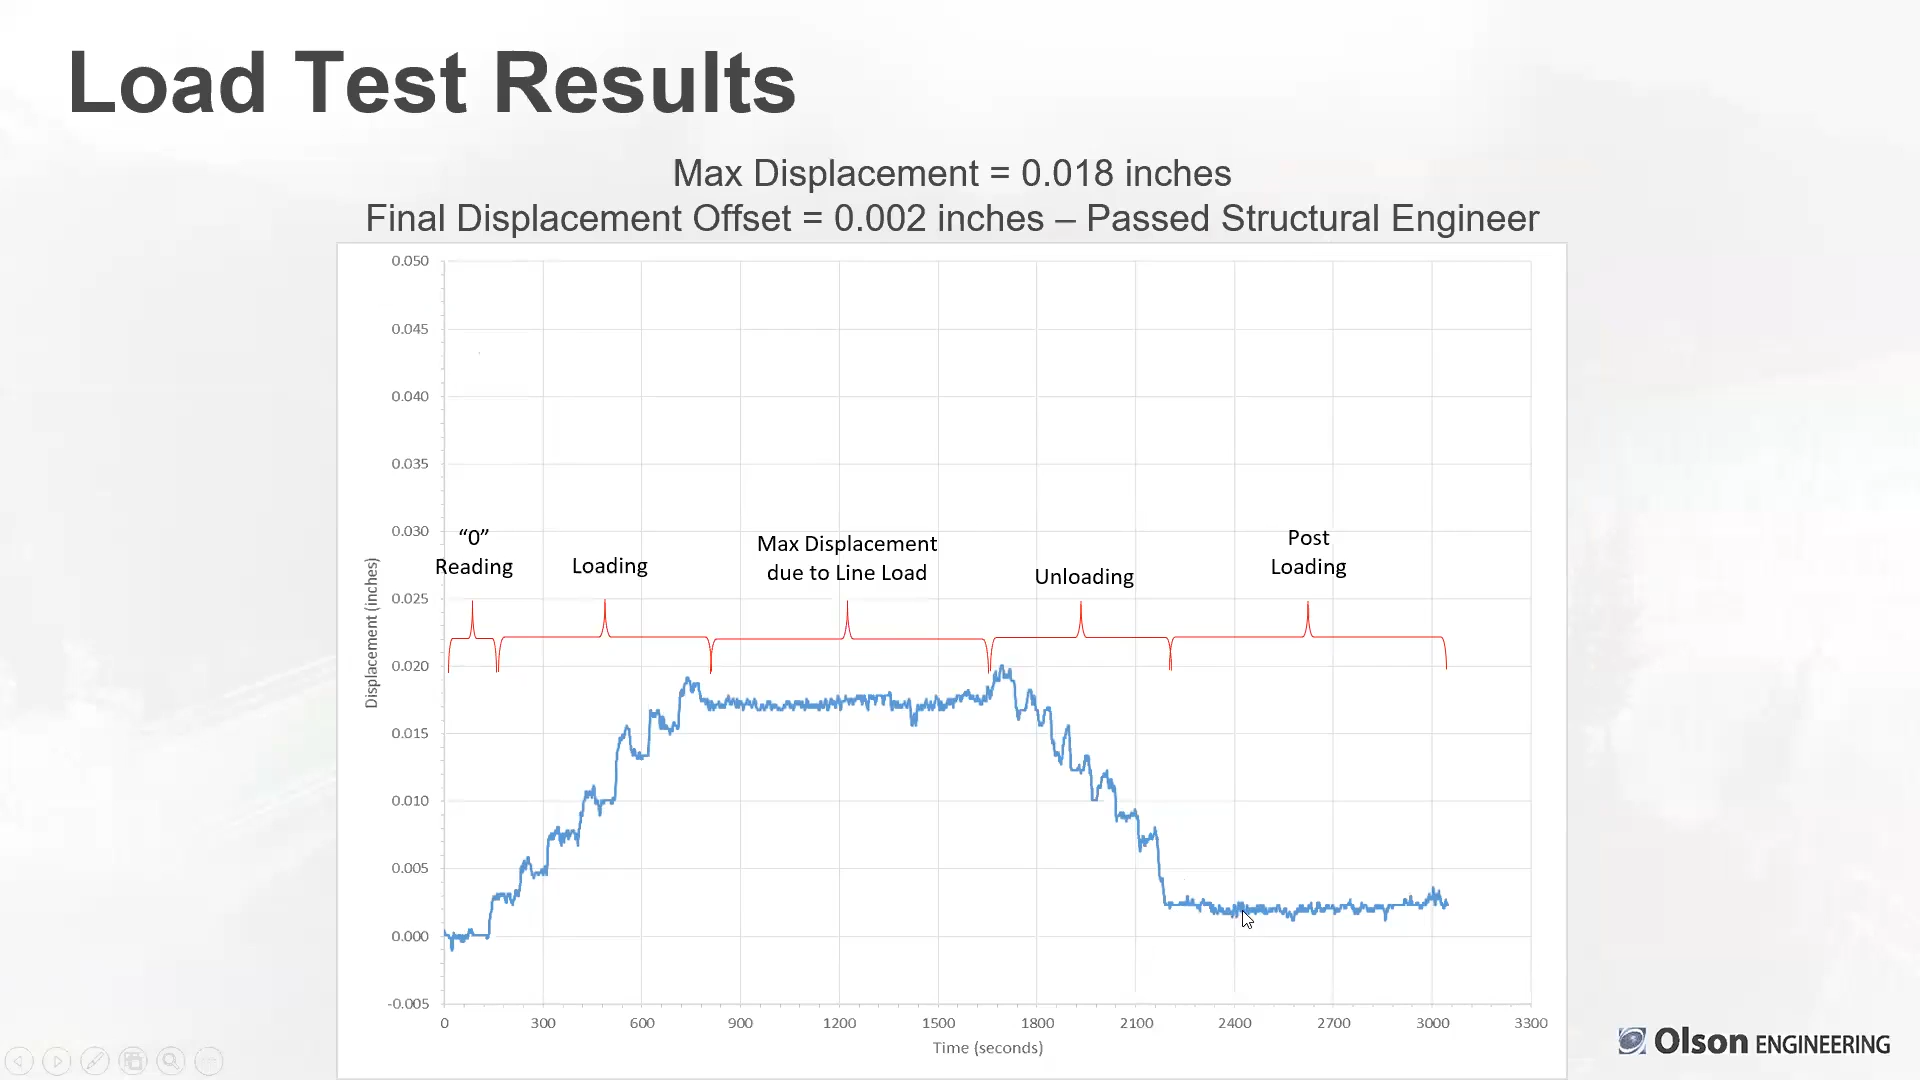 Load Test Results
Max Displacement = 0.018 inches
Final Displacement Offset = 0.002 inches – Passed Structural Engineer
0.050
0.045
0.040
0.035
0.030
0.025
0.020
0.015
0.010
0.005
0.000
-0.005
Displacement (inches)
“0”
Reading
Loading
Max Displacement
due to Line Load
Unloading
Post
Loading
0 300 600 900 1200 1500 1800 2100 2400 2700 3000 3300
Time (seconds)
Olson ENGINEERING